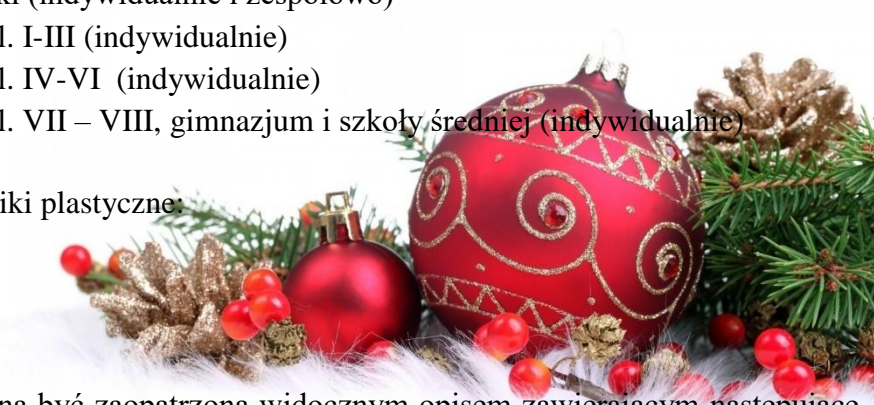 ki (indywidualnie i zespołowo)
l. I-III (indywidualnie)
l. IV-VI (indywidualnie)
l. VII – VIII, gimnazjum i szkoły średniej (indywidualnie)
iki plastyczne:
na być zaopatrzona widocznym opisem zawierającym następujące